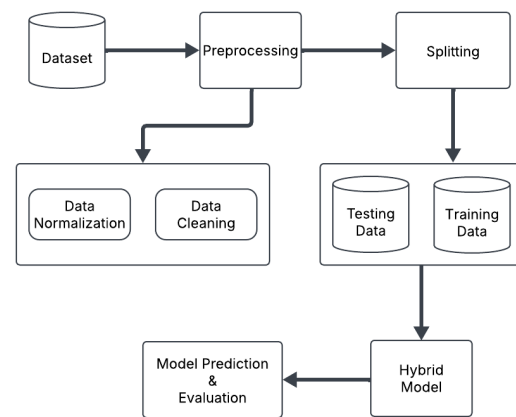 Dataset
Preprocessing
Splitting
Data
Normalization
Data
Cleaning
Testing
Data
Training
Data
Model Prediction
&
Evaluation
Hybrid
Model